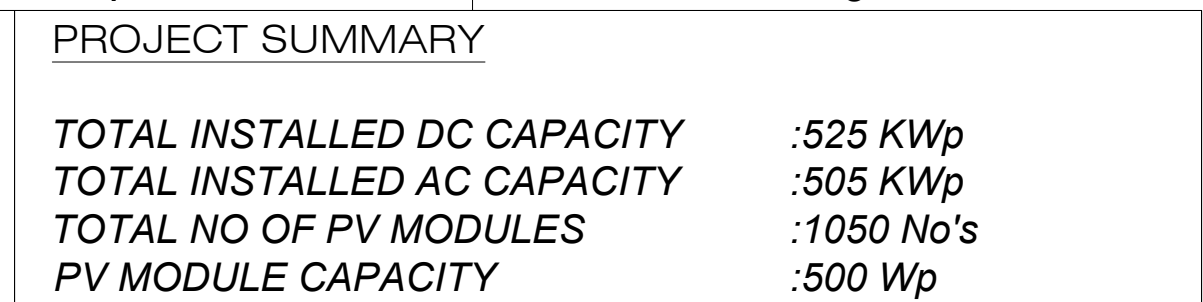 PROJECT SUMMARY
TOTAL INSTALLED DC CAPACITY :525 KWp
TOTAL INSTALLED AC CAPACITY :505 KWp
TOTAL NO OF PV MODULES :1050 No's
PV MODULE CAPACITY :500 Wp